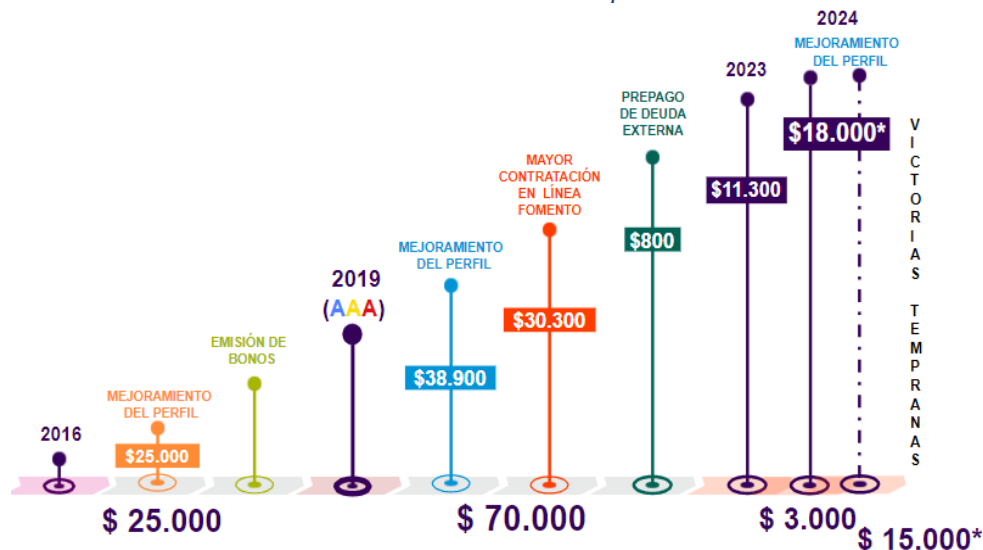 2016
MEJORAMIENTO
DEL PERFIL
$25.000
EMISIÓN DE
BONOS
$ 25.000
2019
(AAA)
MEJORAMIENTO
DEL PERFIL
$38.900
MAYOR
CONTRATACIÓN
EN LÍNEA
FOMENTO
$30.300
PREPAGO
DE DEUDA
EXTERNA
$800
$ 70.000
2023
$11.300
2024
MEJORAMIENTO
DEL PERFIL
$18.000*
$ 3.000
$ 15.000*
VICTORIAS TEMPRANAS